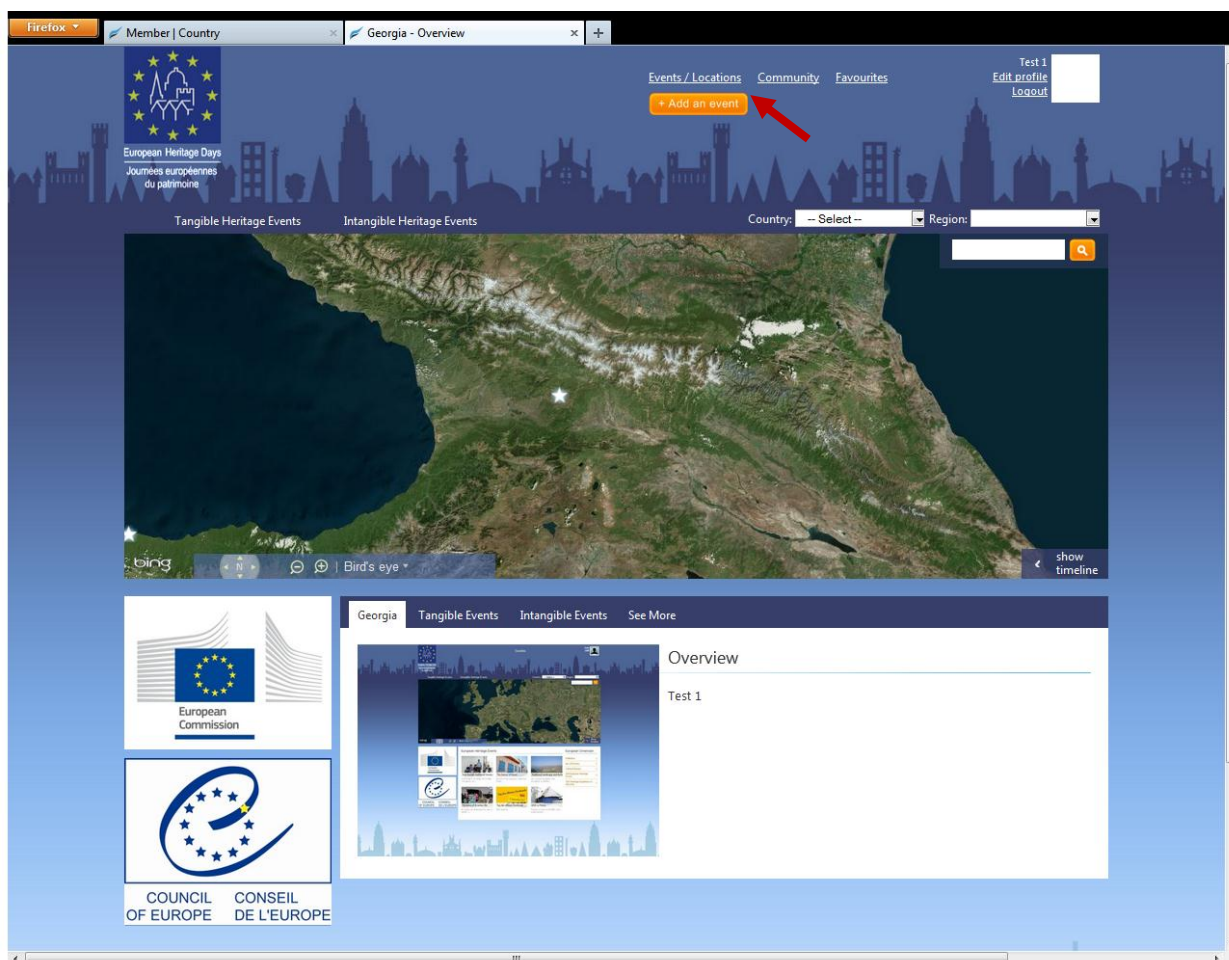 Firefox
Member | Country
Georgia - Overview
Test 1
Events / Locations Community Favourites
Edit profile
Logout
+ Add an event
European Heritage Days
Journées européennes
du patrimoine
Tangible Heritage Events Intangible Heritage Events
Country: -- Select -- Region:
bing
N
Bird's eye
show
timeline
Georgia Tangible Events Intangible Events See More
Overview
Test 1
European
Commission
COUNCIL CONSEIL
OF EUROPE DE L'EUROPE